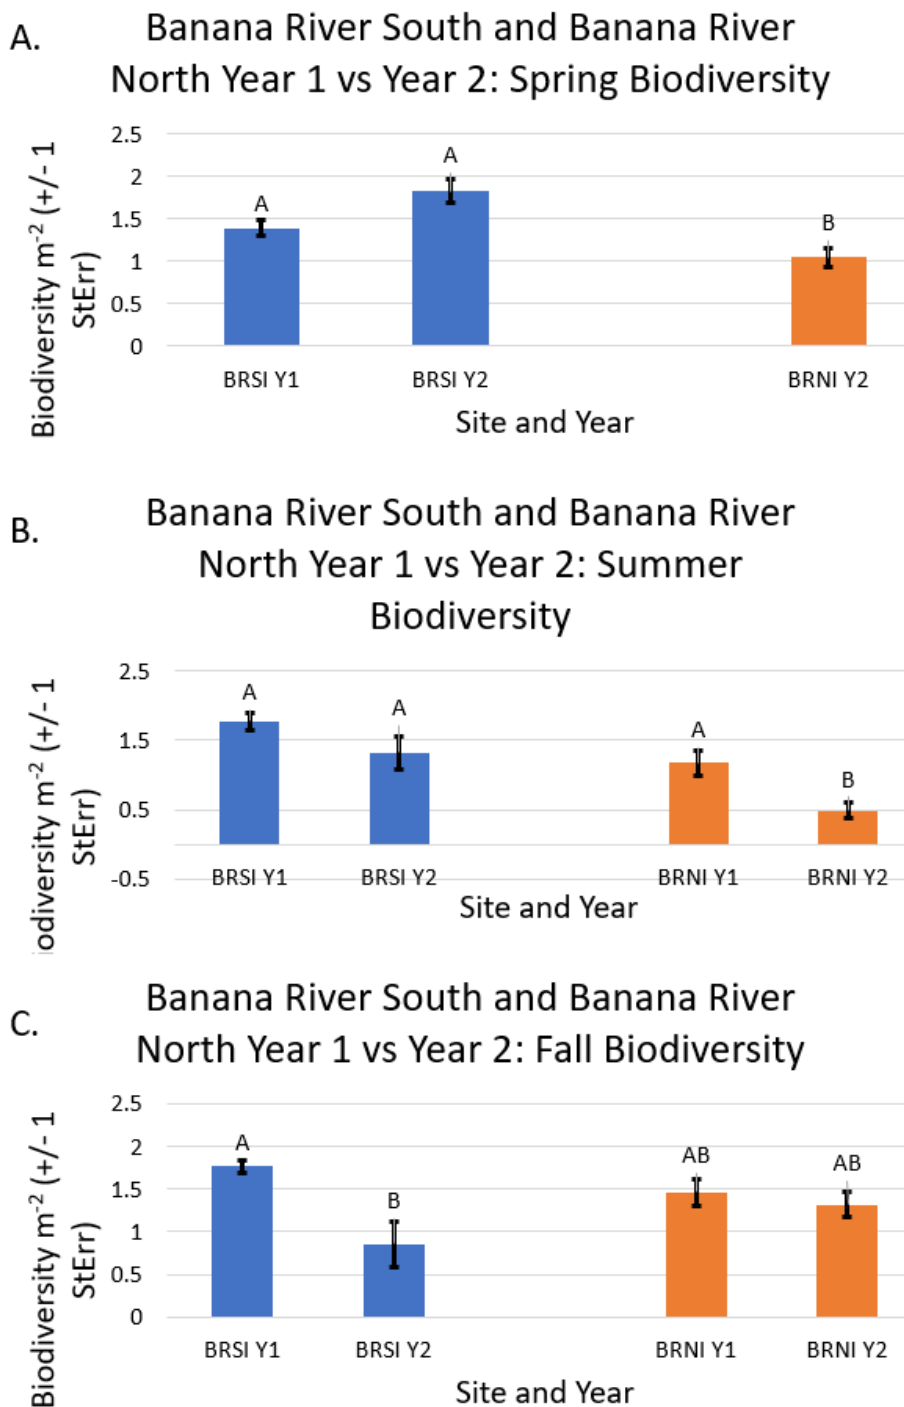 A.
Banana River South and Banana River
North Year 1 vs Year 2: Spring Biodiversity
Biodiversity m⁻² (+/- 1
StErr)
2.5
2
1.5
1
0.5
0
A
A
B
BRSI Y1
BRSI Y2
BRNI Y2
Site and Year
B.
Banana River South and Banana River
North Year 1 vs Year 2: Summer
Biodiversity
iodiversity m⁻² (+/- 1
StErr)
2.5
1.5
0.5
-0.5
A
A
A
B
BRSI Y1
BRSI Y2
BRNI Y1
BRNI Y2
Site and Year
C.
Banana River South and Banana River
North Year 1 vs Year 2: Fall Biodiversity
Biodiversity m⁻² (+/- 1
StErr)
2.5
2
1.5
1
0.5
0
A
B
AB
AB
BRSI Y1
BRSI Y2
BRNI Y1
BRNI Y2
Site and Year